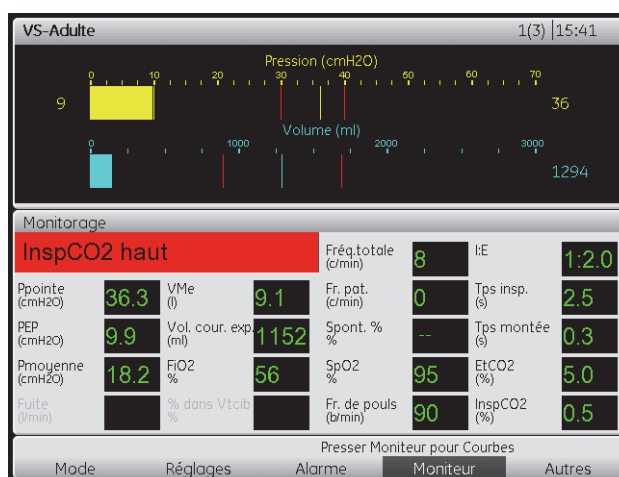 VS-Adulte 1(3) | 15:41
Pression (cmH2O)
0 10 20 30 40 50 60 70
9 36
Volume (ml)
0 1000 2000 3000
1294
Monitorage
InspCO2 haut
Fréq.totale (c/min) 8 I:E 1:2.0
Ppointe (cmH2O) 36.3 VMe (l) 9.1 Fr. pat. (c/min) 0 Tps insp. (s) 2.5
PEP (cmH2O) 9.9 Vol. cour. exp. (ml) 1152 Spont. % % -- Tps montée (s) 0.3
Pmoyenne (cmH2O) 18.2 FiO2 % 56 SpO2 % 95 EtCO2 (%) 5.0
Fuite (l/min) % dans Vtcib % Fr. de pouls (b/min) 90 InspCO2 (%) 0.5
Presser Moniteur pour Courbes
Mode Réglages Alarme Moniteur Autres